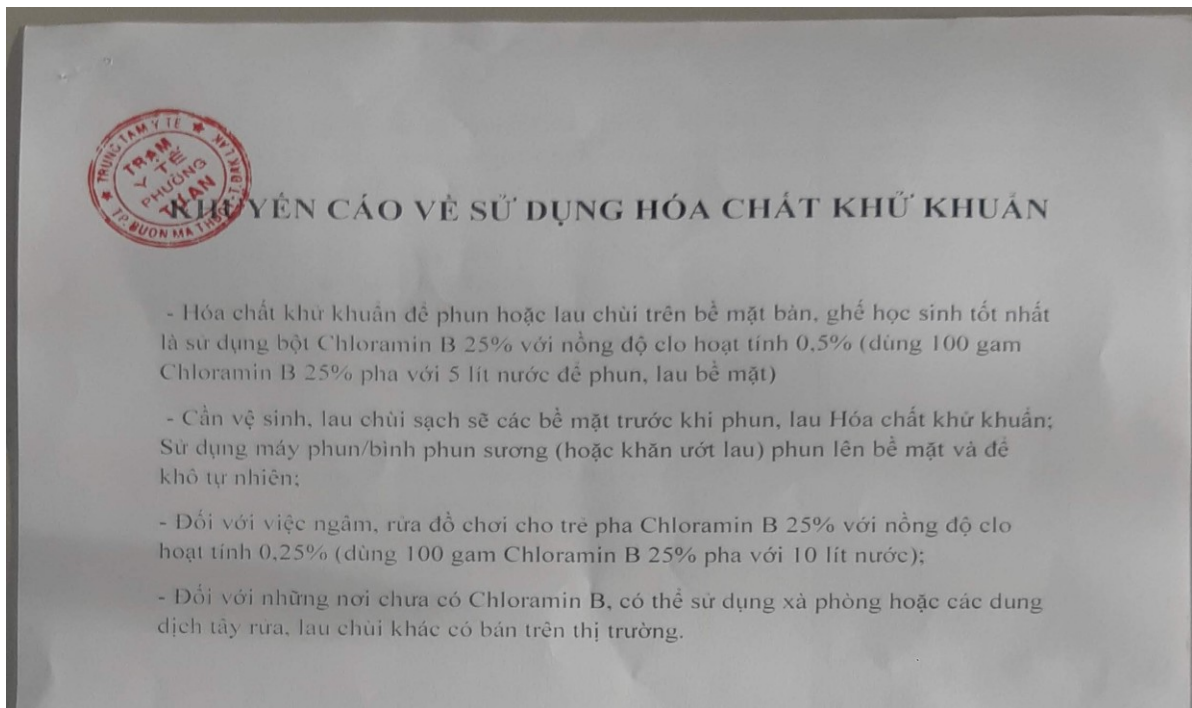 TRUNG TÂM Y TẾ
TP. BUÔN MA THUỘT - T. ĐẮK LẮK
TRẠM
Y TẾ
PHƯỜNG
KHUYẾN CÁO VỀ SỬ DỤNG HÓA CHẤT KHỬ KHUẨN
- Hóa chất khử khuẩn để phun hoặc lau chùi trên bề mặt bàn, ghế học sinh tốt nhất
là sử dụng bột Chloramin B 25% với nồng độ clo hoạt tính 0,5% (dùng 100 gam
Chloramin B 25% pha với 5 lít nước để phun, lau bề mặt)
- Cần vệ sinh, lau chùi sạch sẽ các bề mặt trước khi phun, lau Hóa chất khử khuẩn;
Sử dụng máy phun/bình phun sương (hoặc khăn ướt lau) phun lên bề mặt và để
khô tự nhiên;
- Đối với việc ngâm, rửa đồ chơi cho trẻ pha Chloramin B 25% với nồng độ clo
hoạt tính 0,25% (dùng 100 gam Chloramin B 25% pha với 10 lít nước);
- Đối với những nơi chưa có Chloramin B, có thể sử dụng xà phòng hoặc các dung
dịch tẩy rửa, lau chùi khác có bán trên thị trường.